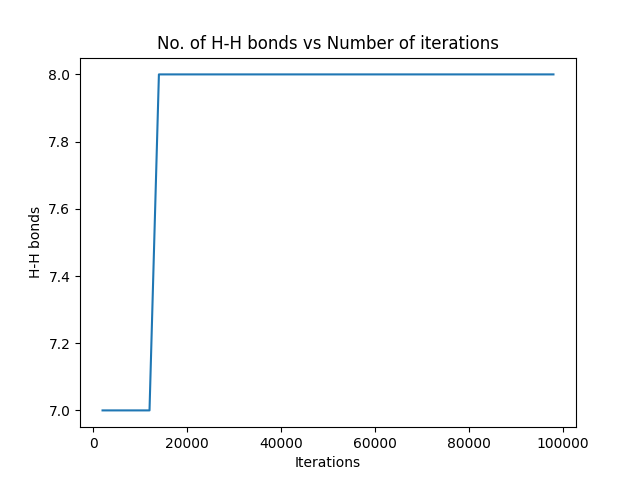 No. of H-H bonds vs Number of iterations
8.0
7.8
7.6
7.4
7.2
7.0
H-H bonds
0 20000 40000 60000 80000 100000
Iterations